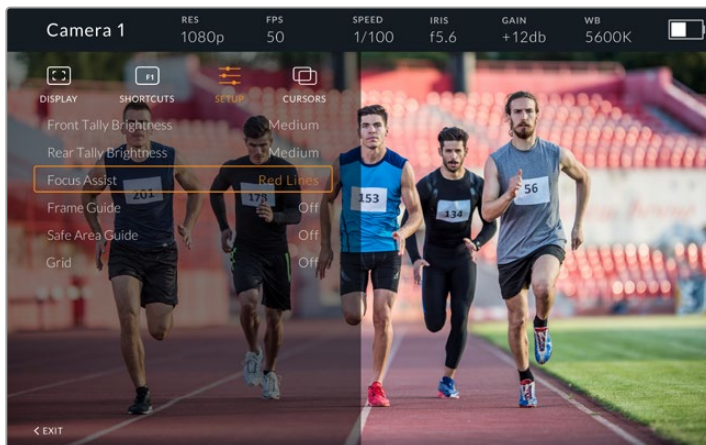 Camera 1
RES FPS SPEED IRIS GAIN WB
1080p 50 1/100 f5.6 +12db 5600K
F1
DISPLAY SHORTCUTS SETUP CURSORS
Front Tally Brightness Medium
Rear Tally Brightness Medium
Focus Assist Red Lines
Frame Guide Off
Safe Area Guide Off
Grid Off
201 178 153 134 56
< EXIT